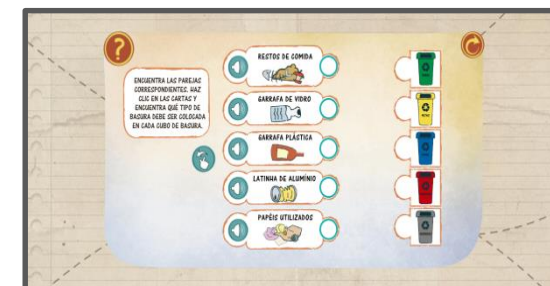 ?
ENCUENTRA LAS PAREJAS
CORRESPONDIENTES. HAZ
CLIC EN LAS CARTAS Y
ENCUENTRA QUÉ TIPO DE
BASURA DEBE SER COLOCADA
EN CADA CUBO DE BASURA.
RESTOS DE COMIDA
GARRAFA DE VIDRO
GARRAFA PLÁSTICA
LATINHA DE ALUMÍNIO
PAPÉIS UTILIZADOS